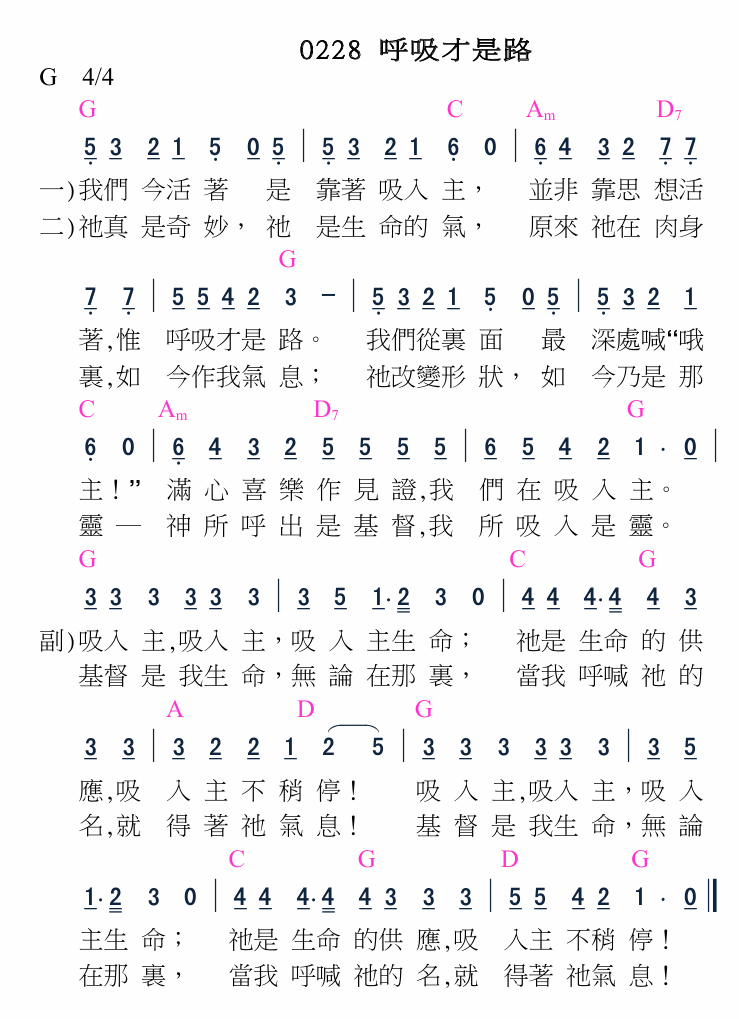 0228 呼吸才是路
G 4/4
G C Am D7
5 3 2 1 5 0 5 | 5 3 2 1 6 0 | 6 4 3 2 7 7
一)我們 今活 著 是 靠著 吸入 主， 並非 靠思 想活
二)祂真 是奇 妙， 祂 是生 命的 氣， 原來 祂在 肉身
G
7 7 | 5 5 4 2 3 － | 5 3 2 1 5 0 5 | 5 3 2 1
著,惟 呼吸才是 路。 我們從裏 面 最 深處喊“哦
裏,如 今作我氣 息； 祂改變形 狀， 如 今乃是 那
C Am D7 G
6 0 | 6 4 3 2 5 5 5 5 | 6 5 4 2 1 · 0 |
主！” 滿 心 喜 樂 作 見 證,我 們 在 吸 入 主。
靈 — 神 所 呼 出 是 基 督,我 所 吸 入 是 靈。
G C G
3 3 3 3 3 3 | 3 5 1·2 3 0 | 4 4 4·4 4 3
副)吸入 主,吸入 主，吸 入 主生 命； 祂是 生命 的 供
基督 是 我生 命，無 論 在那 裏， 當我 呼喊 祂 的
A D G
3 3 | 3 2 2 1 2 5 | 3 3 3 3 3 3 | 3 5
應,吸 入 主 不 稍 停！ 吸 入 主,吸入 主，吸 入
名,就 得 著 祂 氣 息！ 基 督 是 我生 命，無 論
C G D G
1·2 3 0 | 4 4 4·4 4 3 3 3 | 5 5 4 2 1 · 0 ‖
主生 命； 祂是 生命 的供 應,吸 入主 不稍 停！
在那 裏， 當我 呼喊 祂的 名,就 得著 祂氣 息！